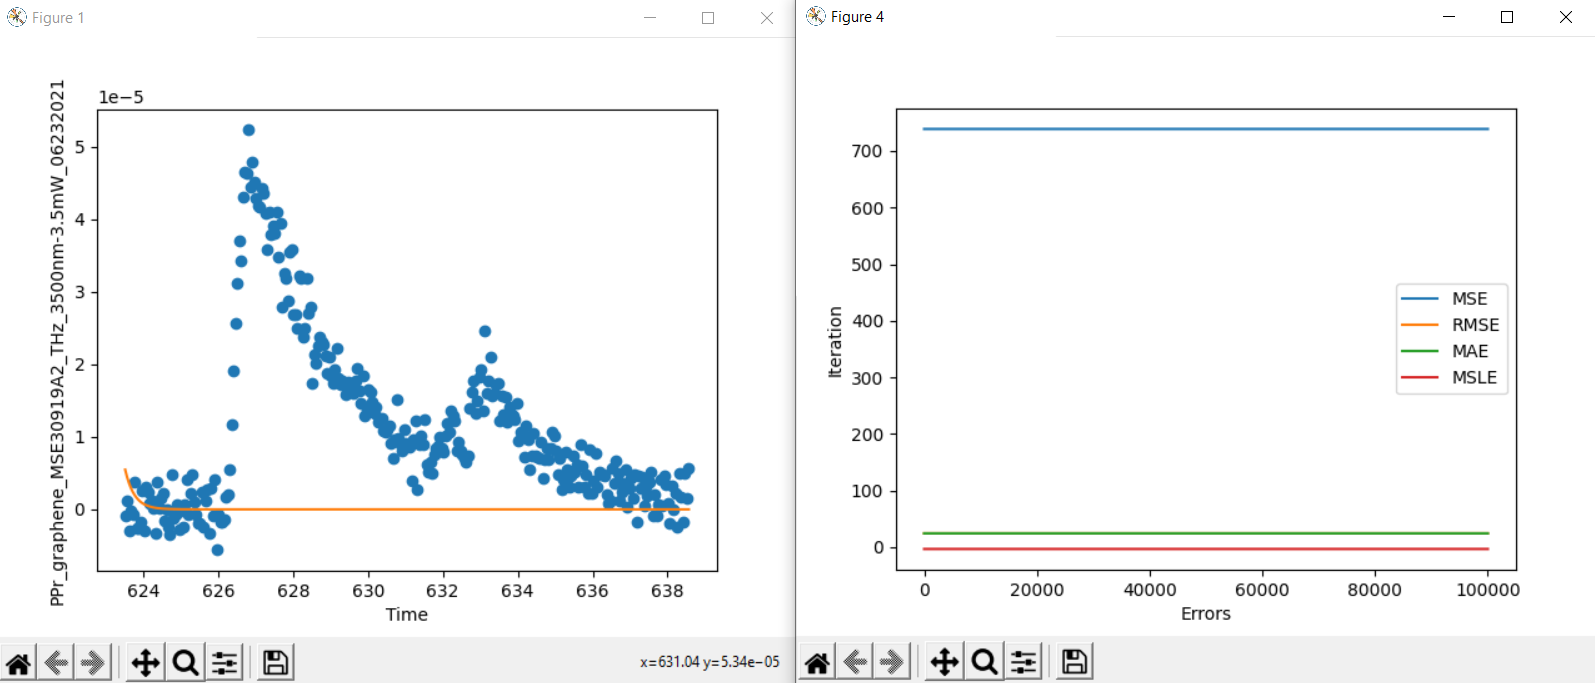 Figure 1
1e−5
PPr_graphene_MSE30919A2_THz_3500nm-3.5mW_06232021
5
4
3
2
1
0
624 626 628 630 632 634 636 638
Time
x=631.04 y=5.34e−05
Figure 4
700
600
500
400
300
200
100
0
Iteration
MSE
RMSE
MAE
MSLE
0 20000 40000 60000 80000 100000
Errors